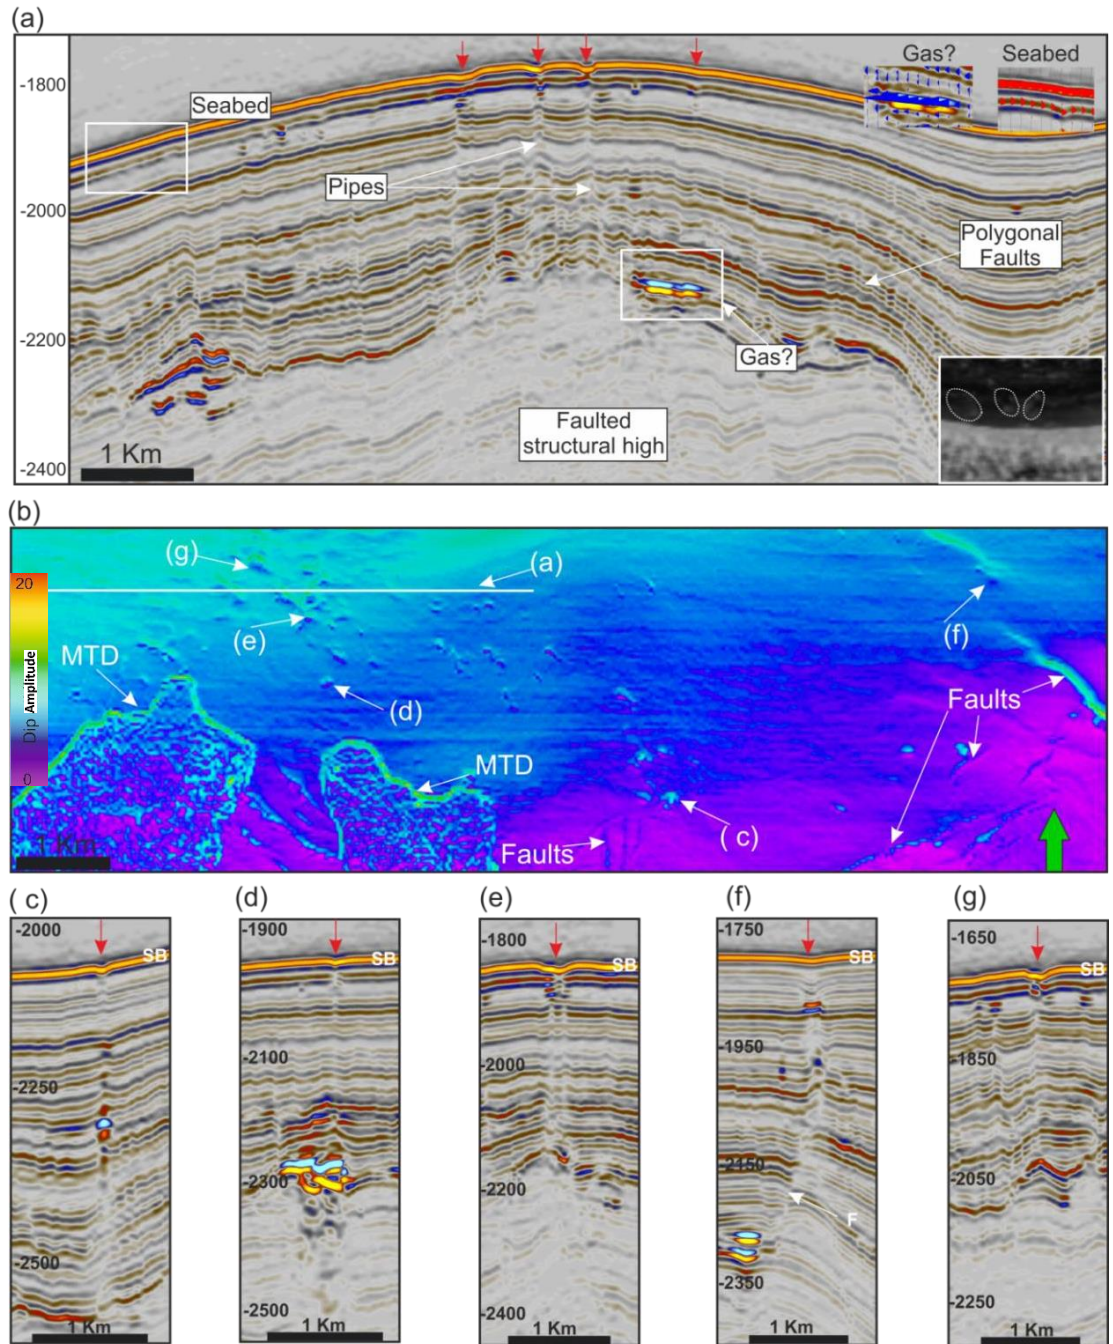 (a)
Gas?
Seabed
-1800
Seabed
Pipes
-2000
Polygonal
Faults
-2200
Gas?
Faulted
structural high
1 Km
-2400
(b)
(g)
(a)
20
(e)
(f)
MTD
Dip Amplitude
(d)
Faults
MTD
0
( c)
1 Km
Faults
( c)
(d)
(e)
(f)
(g)
-2000
SB
-2250
-2500
1 Km
-1900
SB
-2100
-2300
-2500
1 Km
-1800
SB
-2000
-2200
-2400
1 Km
-1750
SB
-1950
-2150
F
-2350
1 Km
-1650
SB
-1850
-2050
-2250
1 Km